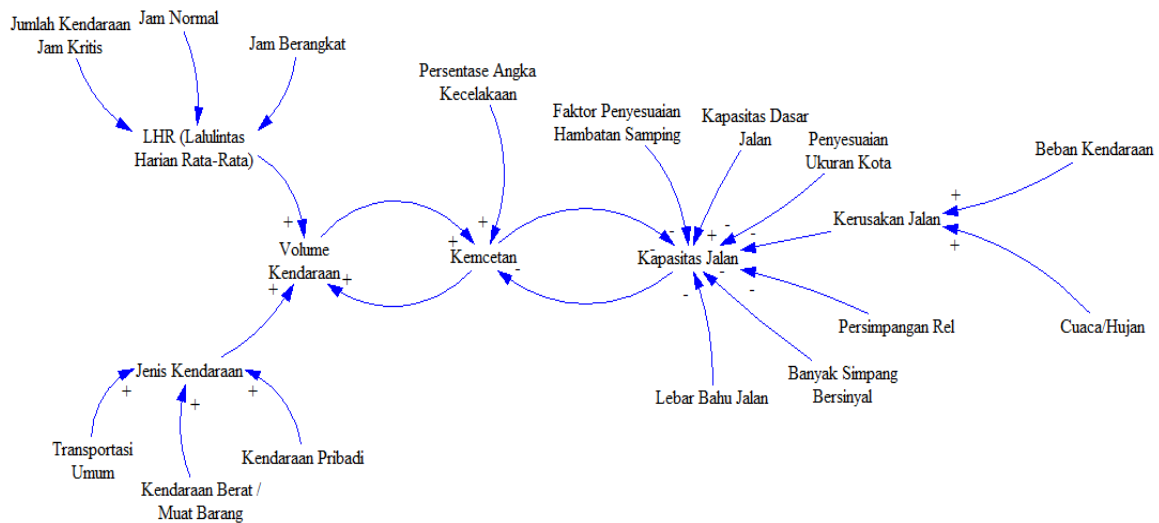 Jumlah Kendaraan
Jam Kritis
Jam Normal
Jam Berangkat
LHR (Lalulintas
Harian Rata-Rata)
Persentase Angka
Kecelakaan
Faktor Penyesuaian
Hambatan Samping
Kapasitas Dasar
Jalan
Penyesuaian
Ukuran Kota
Beban Kendaraan
Kerusakan Jalan
+
+
+
Volume
Kendaraan
+
+
+
+
Kemcetan
-
-
-
+
-
-
Kapasitas Jalan
-
-
-
Persimpangan Rel
Cuaca/Hujan
Banyak Simpang
Bersinyal
Lebar Bahu Jalan
Jenis Kendaraan
+
+
+
Transportasi
Umum
Kendaraan Pribadi
Kendaraan Berat /
Muat Barang